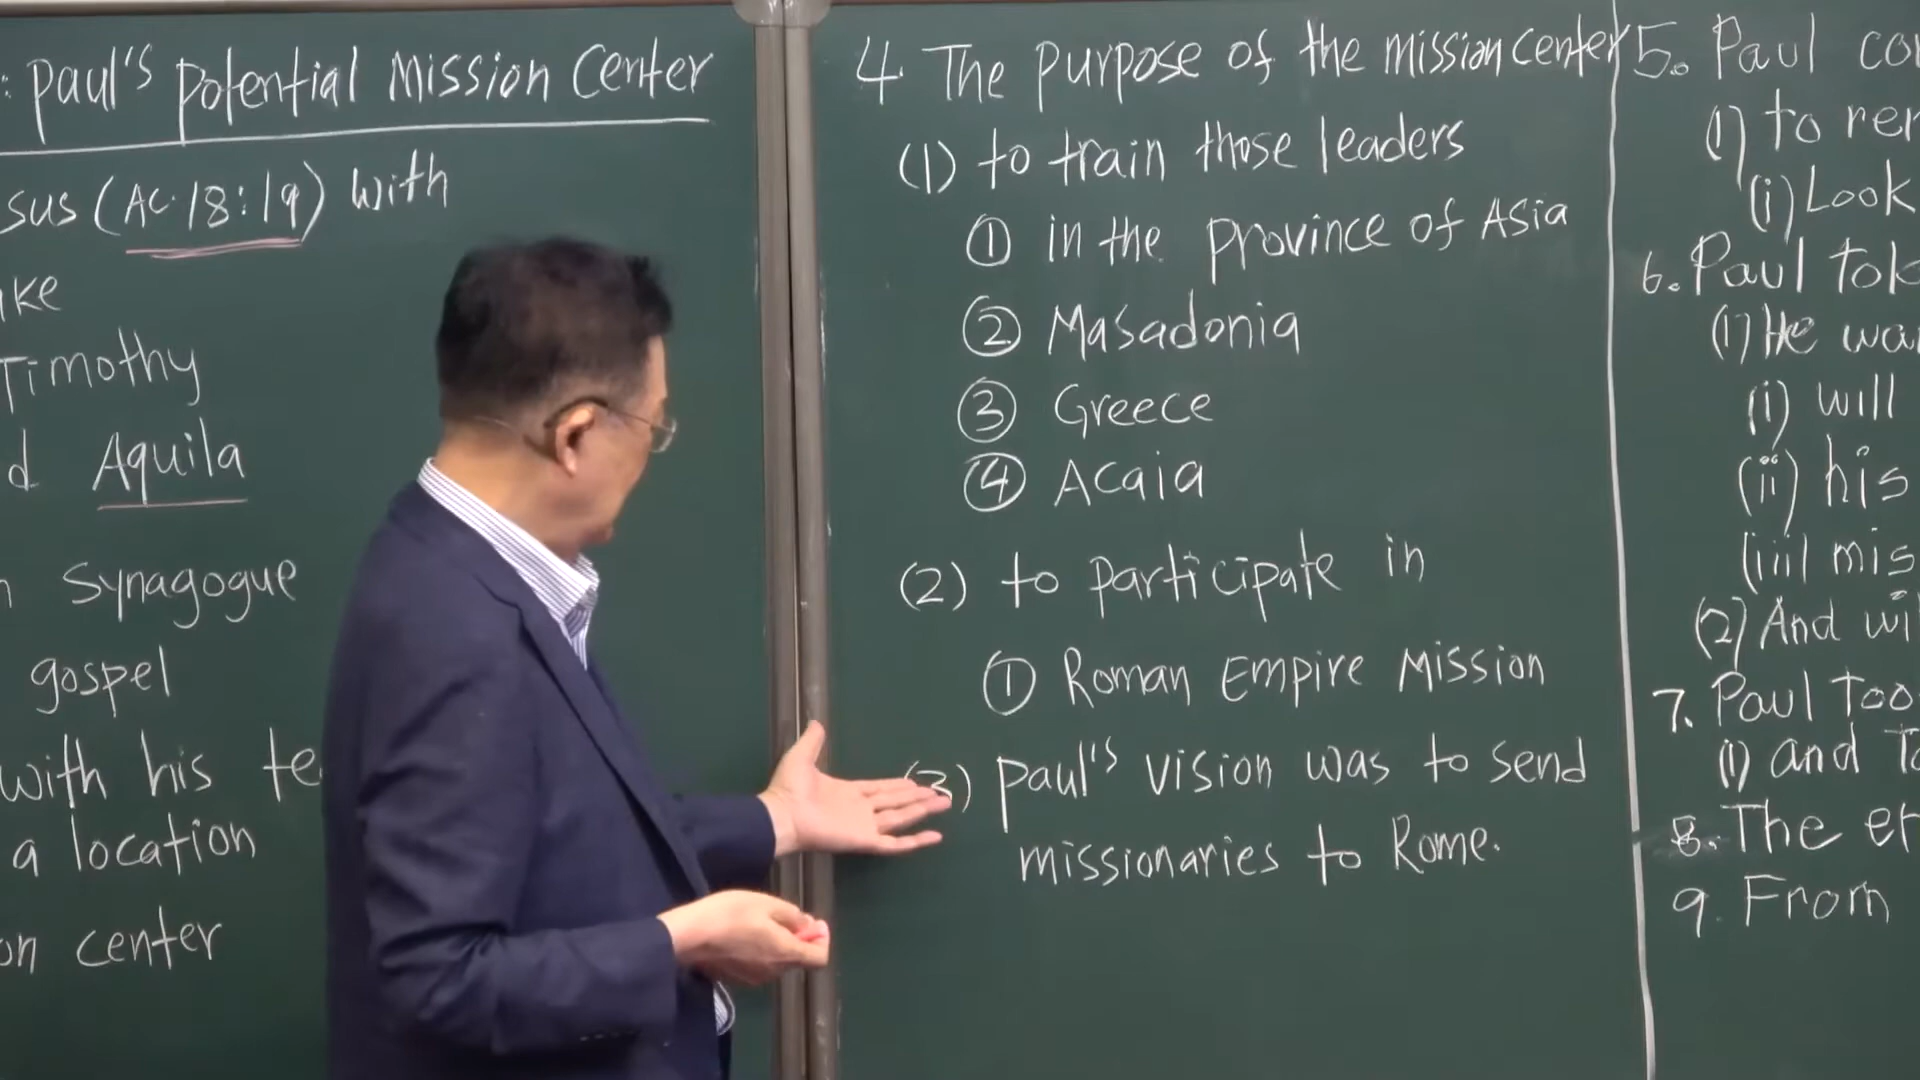 : Paul's Potential Mission Center
sus (AC.18:19) with
ke
Timothy
d Aquila
n Synagogue
gospel
with his te
a location
on center
4. The purpose of the mission center
(1) to train those leaders
① in the province of Asia
② Masadonia
③ Greece
④ Acaia
(2) to participate in
① Roman Empire Mission
(3) Paul's vision was to send
missionaries to Rome.
5. Paul co
(1) to rer
(i) Look
6. Paul tok
(1) He wa
(i) will
(ii) his
(iii) mis
(2) And wi
7. Paul too
(1) and To
8. The er
9. From